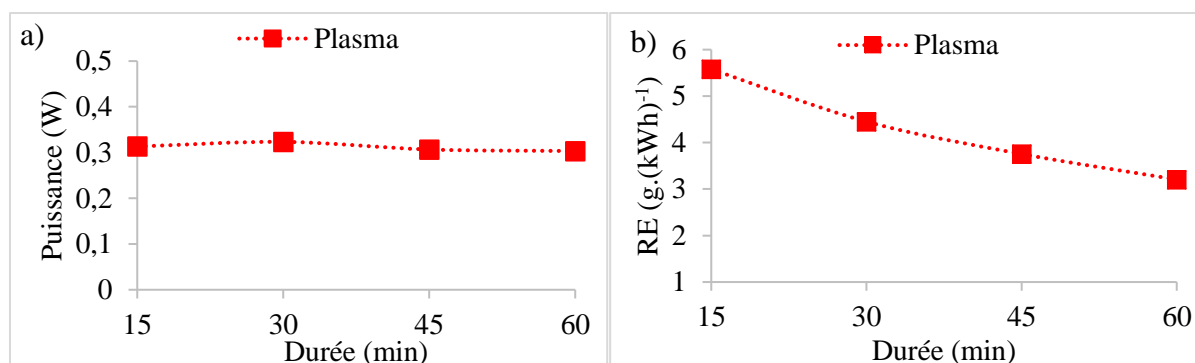 a)
Plasma
Puissance (W)
0,5
0,4
0,3
0,2
0,1
0
15 30 45 60
Durée (min)
b)
Plasma
RE (g.(kWh)-1)
6
5
4
3
2
1
15 30 45 60
Durée (min)